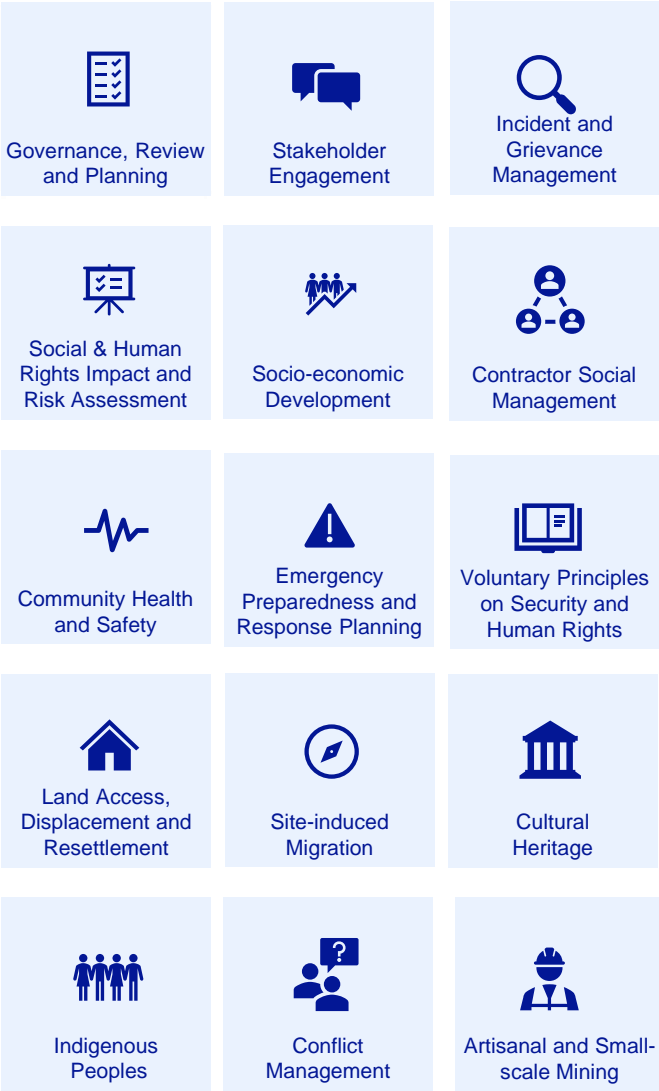 Governance, Review
and Planning
Stakeholder
Engagement
Incident and
Grievance
Management
Social & Human
Rights Impact and
Risk Assessment
Socio-economic
Development
Contractor Social
Management
Community Health
and Safety
Emergency
Preparedness and
Response Planning
Voluntary Principles
on Security and
Human Rights
Land Access,
Displacement and
Resettlement
Site-induced
Migration
Cultural
Heritage
Indigenous
Peoples
?
Conflict
Management
Artisanal and Small-
scale Mining